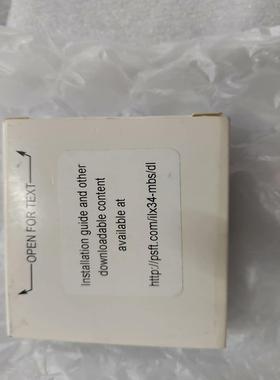 OPEN FOR TEXT
Installation guide and other
downloadable content
available at
http://psft.com/ilx34-mbs/dl